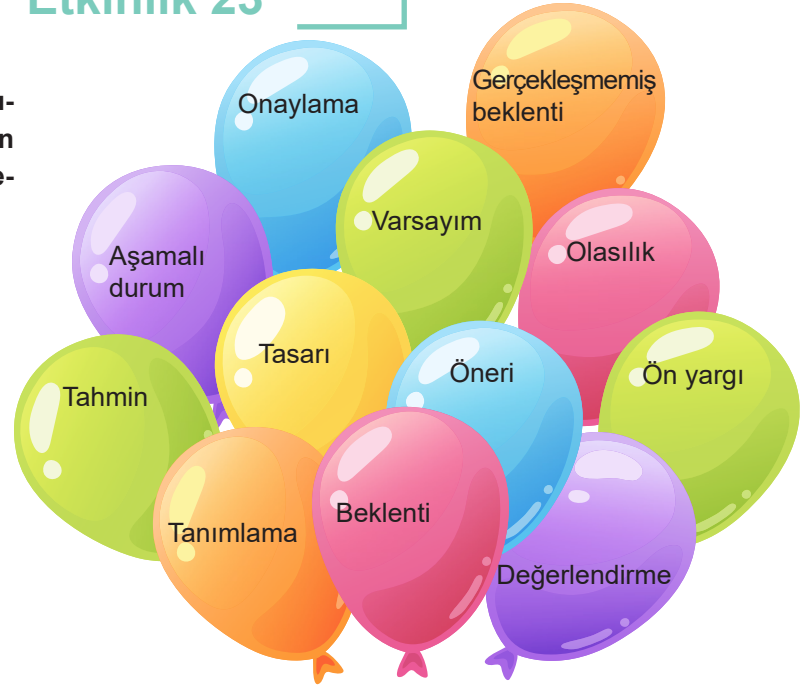 Etkinlik 23
Onaylama
Gerçekleşmemiş
beklenti
Varsayım
Aşamalı
durum
Olasılık
Tasarı
Öneri
Ön yargı
Tahmin
Tanımlama
Beklenti
Değerlendirme